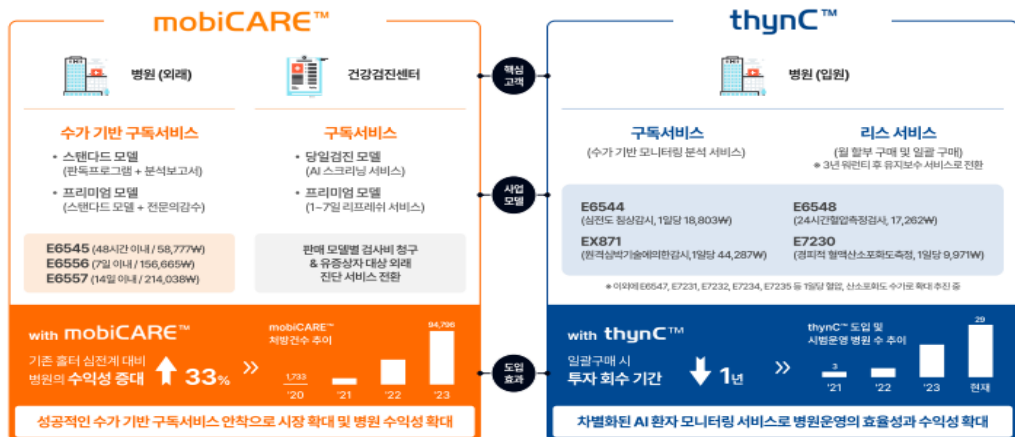 mobiCARE™
병원 (외래)
건강검진센터
수가 기반 구독서비스
• 스탠다드 모델
(판독프로그램 + 분석보고서)
• 프리미엄 모델
(스탠다드 모델 + 전문의감수)
구독서비스
• 당일검진 모델
(AI 스크리닝 서비스)
• 프리미엄 모델
(1~7일 리프레쉬 서비스)
E6545 (48시간 이내 / 58,777₩)
E6556 (7일 이내 / 156,665₩)
E6557 (14일 이내 / 214,038₩)
판매 모델별 검사비 청구
& 유증상자 대상 외래
진단 서비스 전환
with mobiCARE™
기존 홀터 심전계 대비
병원의 수익성 증대
33%
mobiCARE™
처방건수 추이
1,733
94,796
'20
'21
'22
'23
성공적인 수가 기반 구독서비스 안착으로 시장 확대 및 병원 수익성 확대
핵심
고객
사업
모델
도입
효과
thynC™
병원 (입원)
구독서비스
(수가 기반 모니터링 분석 서비스)
리스 서비스
(월 할부 구매 및 일괄 구매)
* 3년 워런티 후 유지보수 서비스로 전환
E6544
(심전도 침상감시, 1일당 18,803₩)
EX871
(원격심박기술에의한감시,1일당 44,287₩)
E6548
(24시간혈압측정검사, 17,262₩)
E7230
(경피적 혈액산소포화도측정, 1일당 9,971₩)
* 이외에 E6547, E7231, E7232, E7234, E7235 등 1일당 혈압, 산소포화도 수가로 확대 추진 중
with thynC™
일괄구매 시
투자 회수 기간
1년
thynC™ 도입 및
시범운영 병원 수 추이
3
29
'21
'22
'23
현재
차별화된 AI 환자 모니터링 서비스로 병원운영의 효율성과 수익성 확대